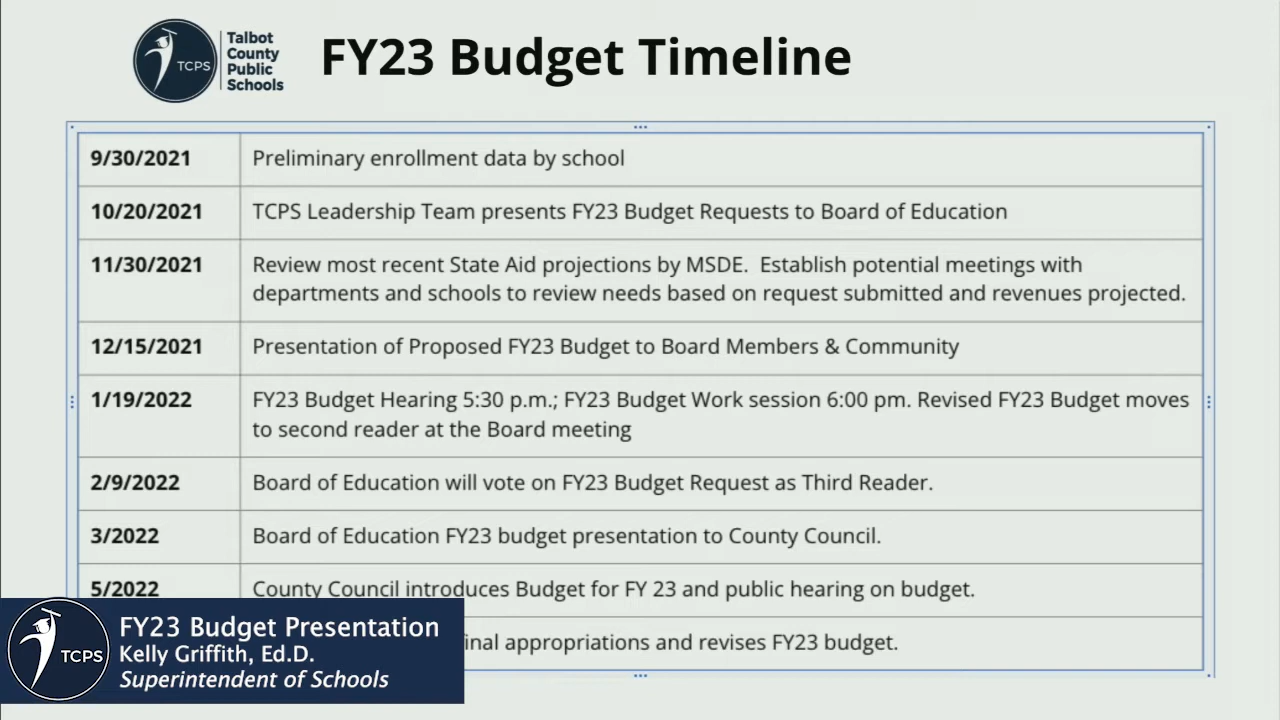 TCPS
Talbot
County
Public
Schools
FY23 Budget Timeline
9/30/2021 Preliminary enrollment data by school
10/20/2021 TCPS Leadership Team presents FY23 Budget Requests to Board of Education
11/30/2021 Review most recent State Aid projections by MSDE. Establish potential meetings with
departments and schools to review needs based on request submitted and revenues projected.
12/15/2021 Presentation of Proposed FY23 Budget to Board Members & Community
1/19/2022 FY23 Budget Hearing 5:30 p.m.; FY23 Budget Work session 6:00 pm. Revised FY23 Budget moves
to second reader at the Board meeting
2/9/2022 Board of Education will vote on FY23 Budget Request as Third Reader.
3/2022 Board of Education FY23 budget presentation to County Council.
5/2022 County Council introduces Budget for FY 23 and public hearing on budget.
appropriations and revises FY23 budget.
TCPS
FY23 Budget Presentation
Kelly Griffith, Ed.D.
Superintendent of Schools